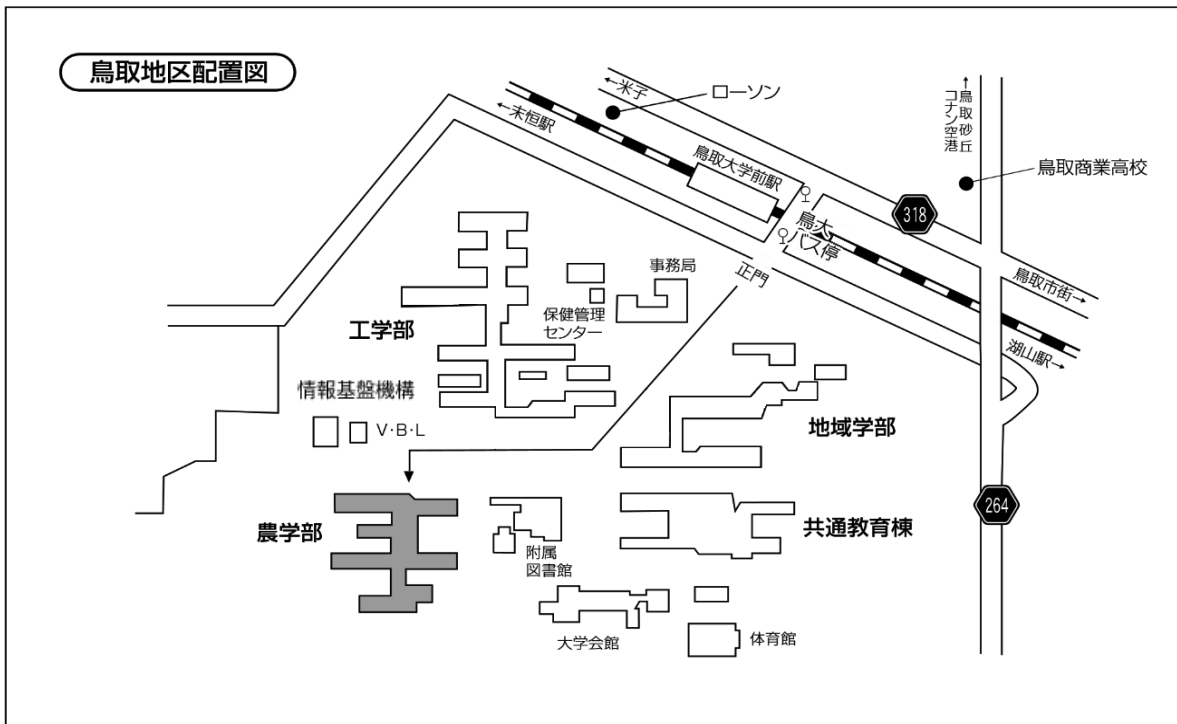 鳥取地区配置図
←米子
ローソン
←末恒駅
鳥取大学前駅
←鳥取砂丘
コナン空港
鳥取商業高校
318
鳥大
バス停
正門
鳥取市街→
湖山駅→
事務局
保健管理
センター
工学部
情報基盤機構
V・B・L
地域学部
264
農学部
附属
図書館
共通教育棟
大学会館
体育館